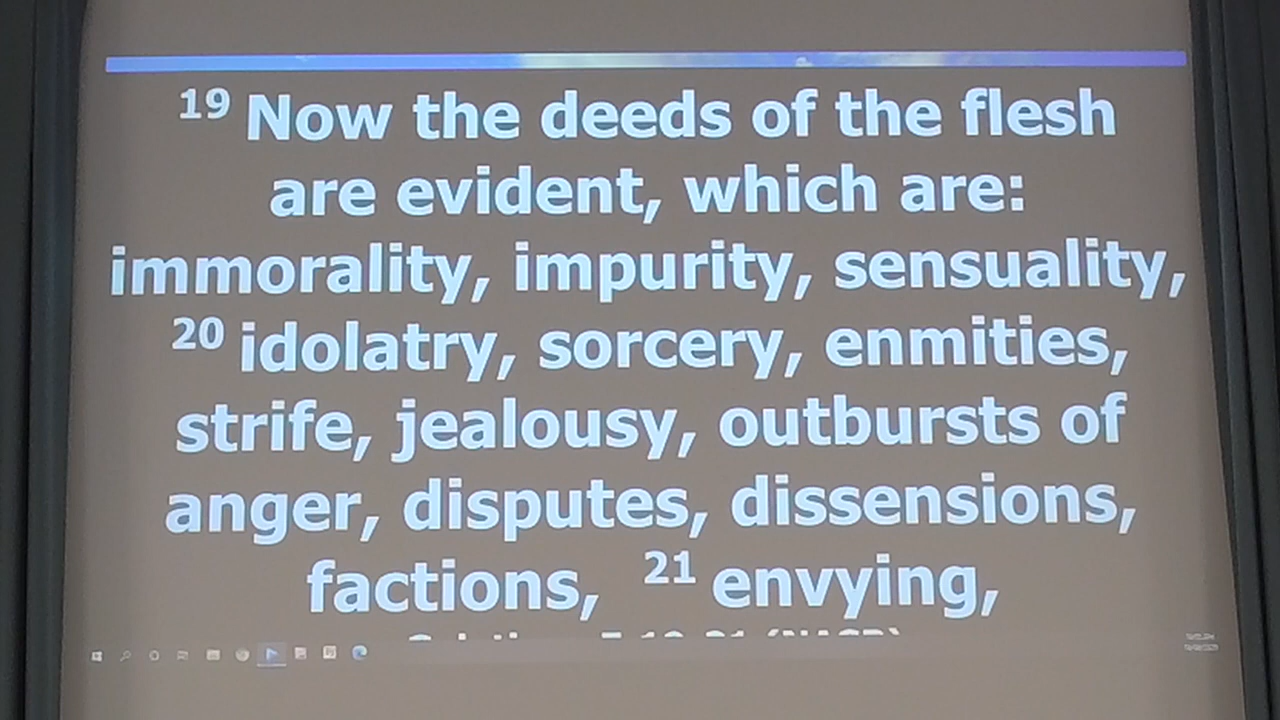 19 Now the deeds of the flesh
are evident, which are:
immorality, impurity, sensuality,
20 idolatry, sorcery, enmities,
strife, jealousy, outbursts of
anger, disputes, dissensions,
factions, 21 envying,